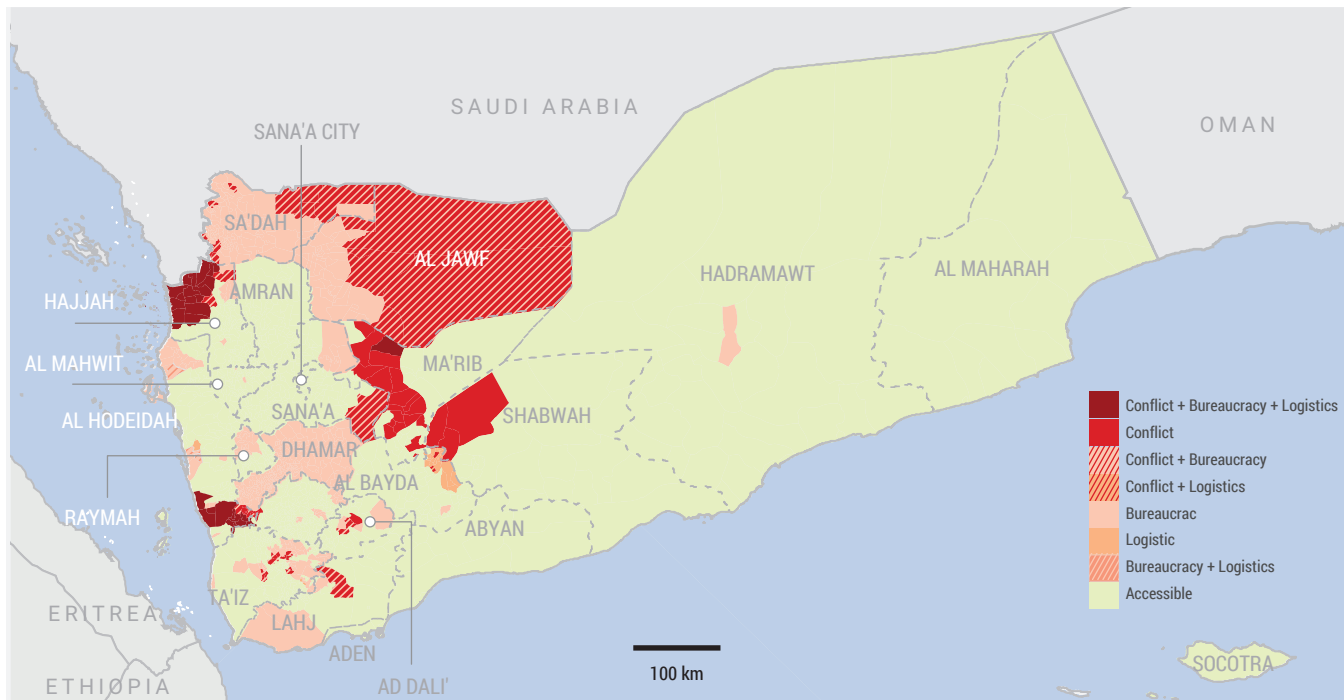 SAUDI ARABIA
OMAN
SANA'A CITY
SA'DAH
AL JAWF
HADRAMAWT
AL MAHARAH
HAJJAH
AMRAN
AL MAHWIT
MA'RIB
AL HODEIDAH
SANA'A
SHABWAH
DHAMAR
AL BAYDA
RAYMAH
ABYAN
TA'IZ
LAHJ
ADEN
AD DALI'
ERITREA
ETHIOPIA
SOCOTRA
100 km
Conflict + Bureaucracy + Logistics
Conflict
Conflict + Bureaucracy
Conflict + Logistics
Bureaucrac
Logistic
Bureaucracy + Logistics
Accessible